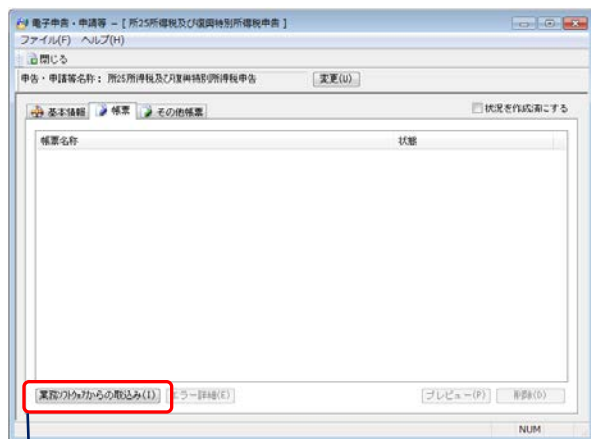 電子申告・申請等 - [ 所25所得税及び復興特別所得税申告 ]
ファイル(F) ヘルプ(H)
閉じる
申告・申請等名称： 所25所得税及び復興特別所得税申告 変更(U)
基本情報 帳票 その他帳票 状況を作成済にする
帳票名称 状態
業務ソフトウェアからの取込み(I) エラー詳細(E) プレビュー(P) 削除(D)
NUM